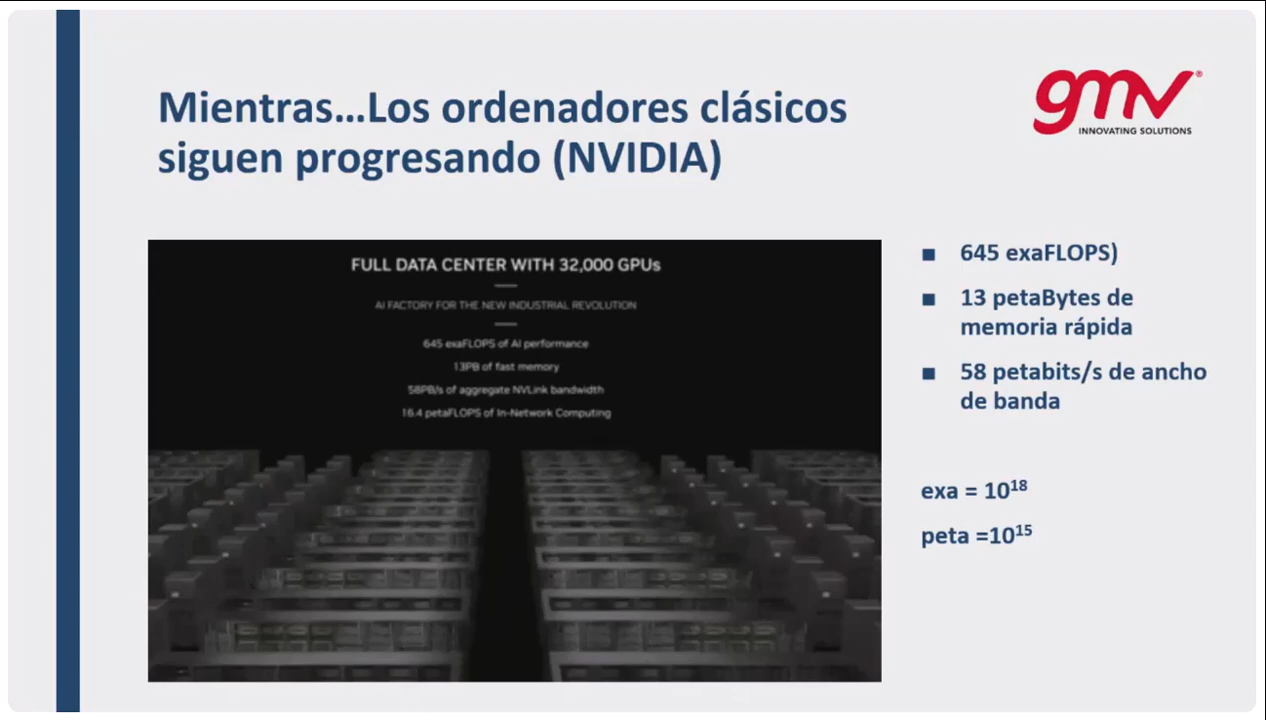 Mientras...Los ordenadores clásicos
siguen progresando (NVIDIA)
gmv®
INNOVATING SOLUTIONS
FULL DATA CENTER WITH 32,000 GPUs
AI FACTORY FOR THE NEW INDUSTRIAL REVOLUTION
645 exaFLOPS of AI performance
13PB of fast memory
58PB/s of aggregate NVLink bandwidth
16.4 petaFLOPS of In-Network Computing
■ 645 exaFLOPS)
■ 13 petaBytes de
memoria rápida
■ 58 petabits/s de ancho
de banda
exa = 10¹⁸
peta =10¹⁵